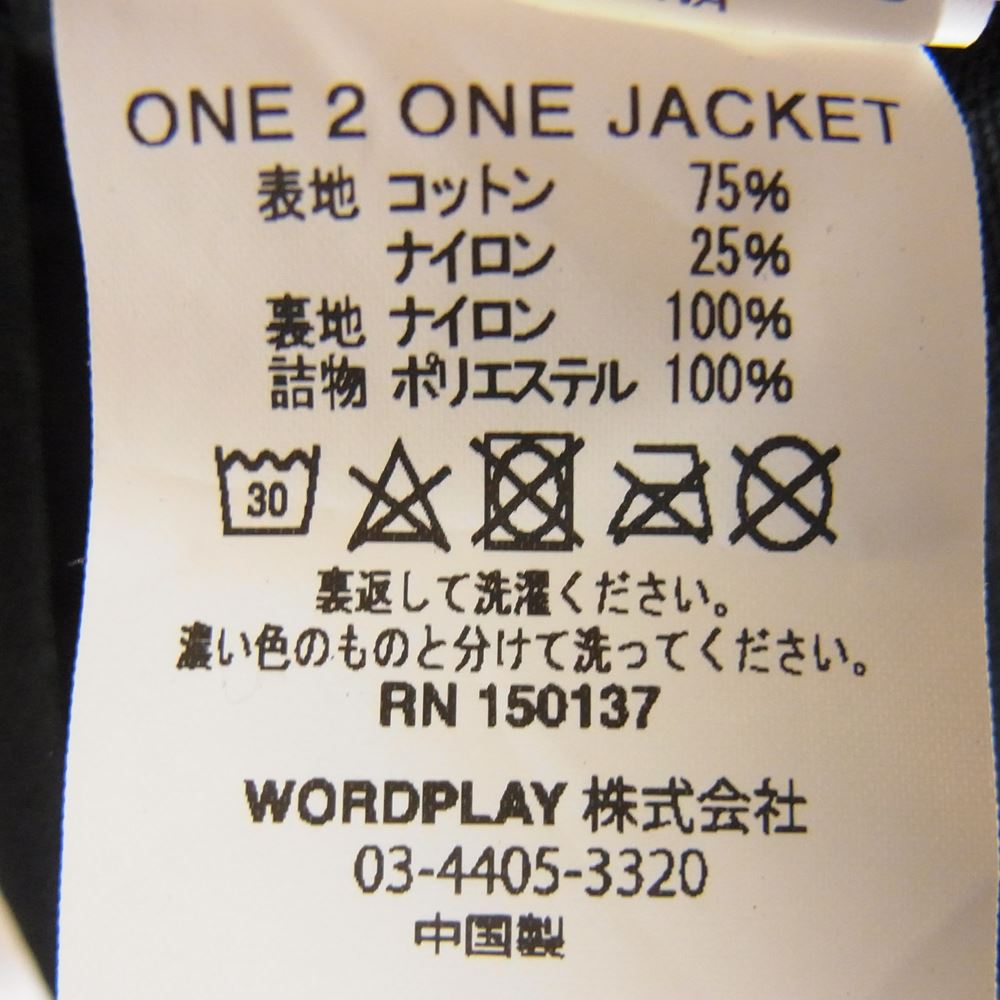 ONE 2 ONE JACKET
表地 コットン 75%
ナイロン 25%
裏地 ナイロン 100%
詰物 ポリエステル 100%
30
裏返して洗濯ください。
濃い色のものと分けて洗ってください。
RN 150137
WORDPLAY 株式会社
03-4405-3320
中国製